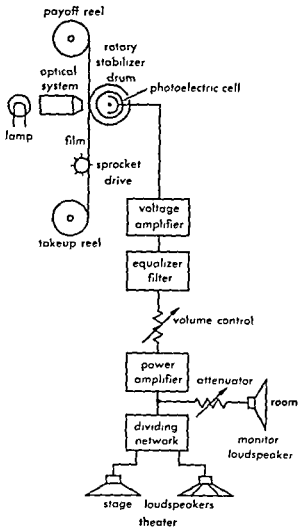 payoff reel
rotary
stabilizer
drum
optical
system
photoelectric cell
lamp
film
sprocket
drive
takeup reel
voltage
amplifier
equalizer
filter
volume control
power
amplifier
attenuator
room
monitor
loudspeaker
dividing
network
stage loudspeakers
theater